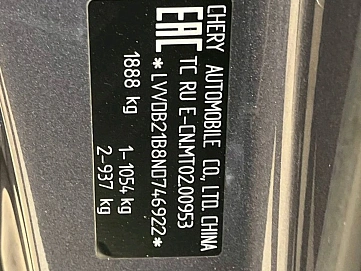 CHERY AUTOMOBILE CO., LTD. CHINA
EAC TC RU E-CN.MT02.00953
*LVVDB21B8ND746922*
1888 kg
1-1054 kg
2-937 kg